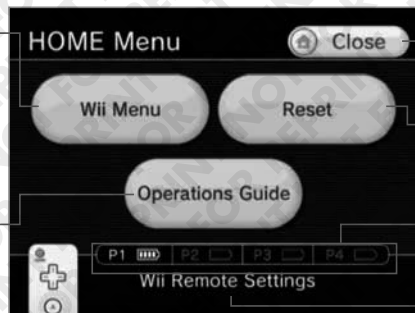 HOME Menu
Close
Wii Menu
Reset
Operations Guide
P1 P2 P3 P4
Wii Remote Settings